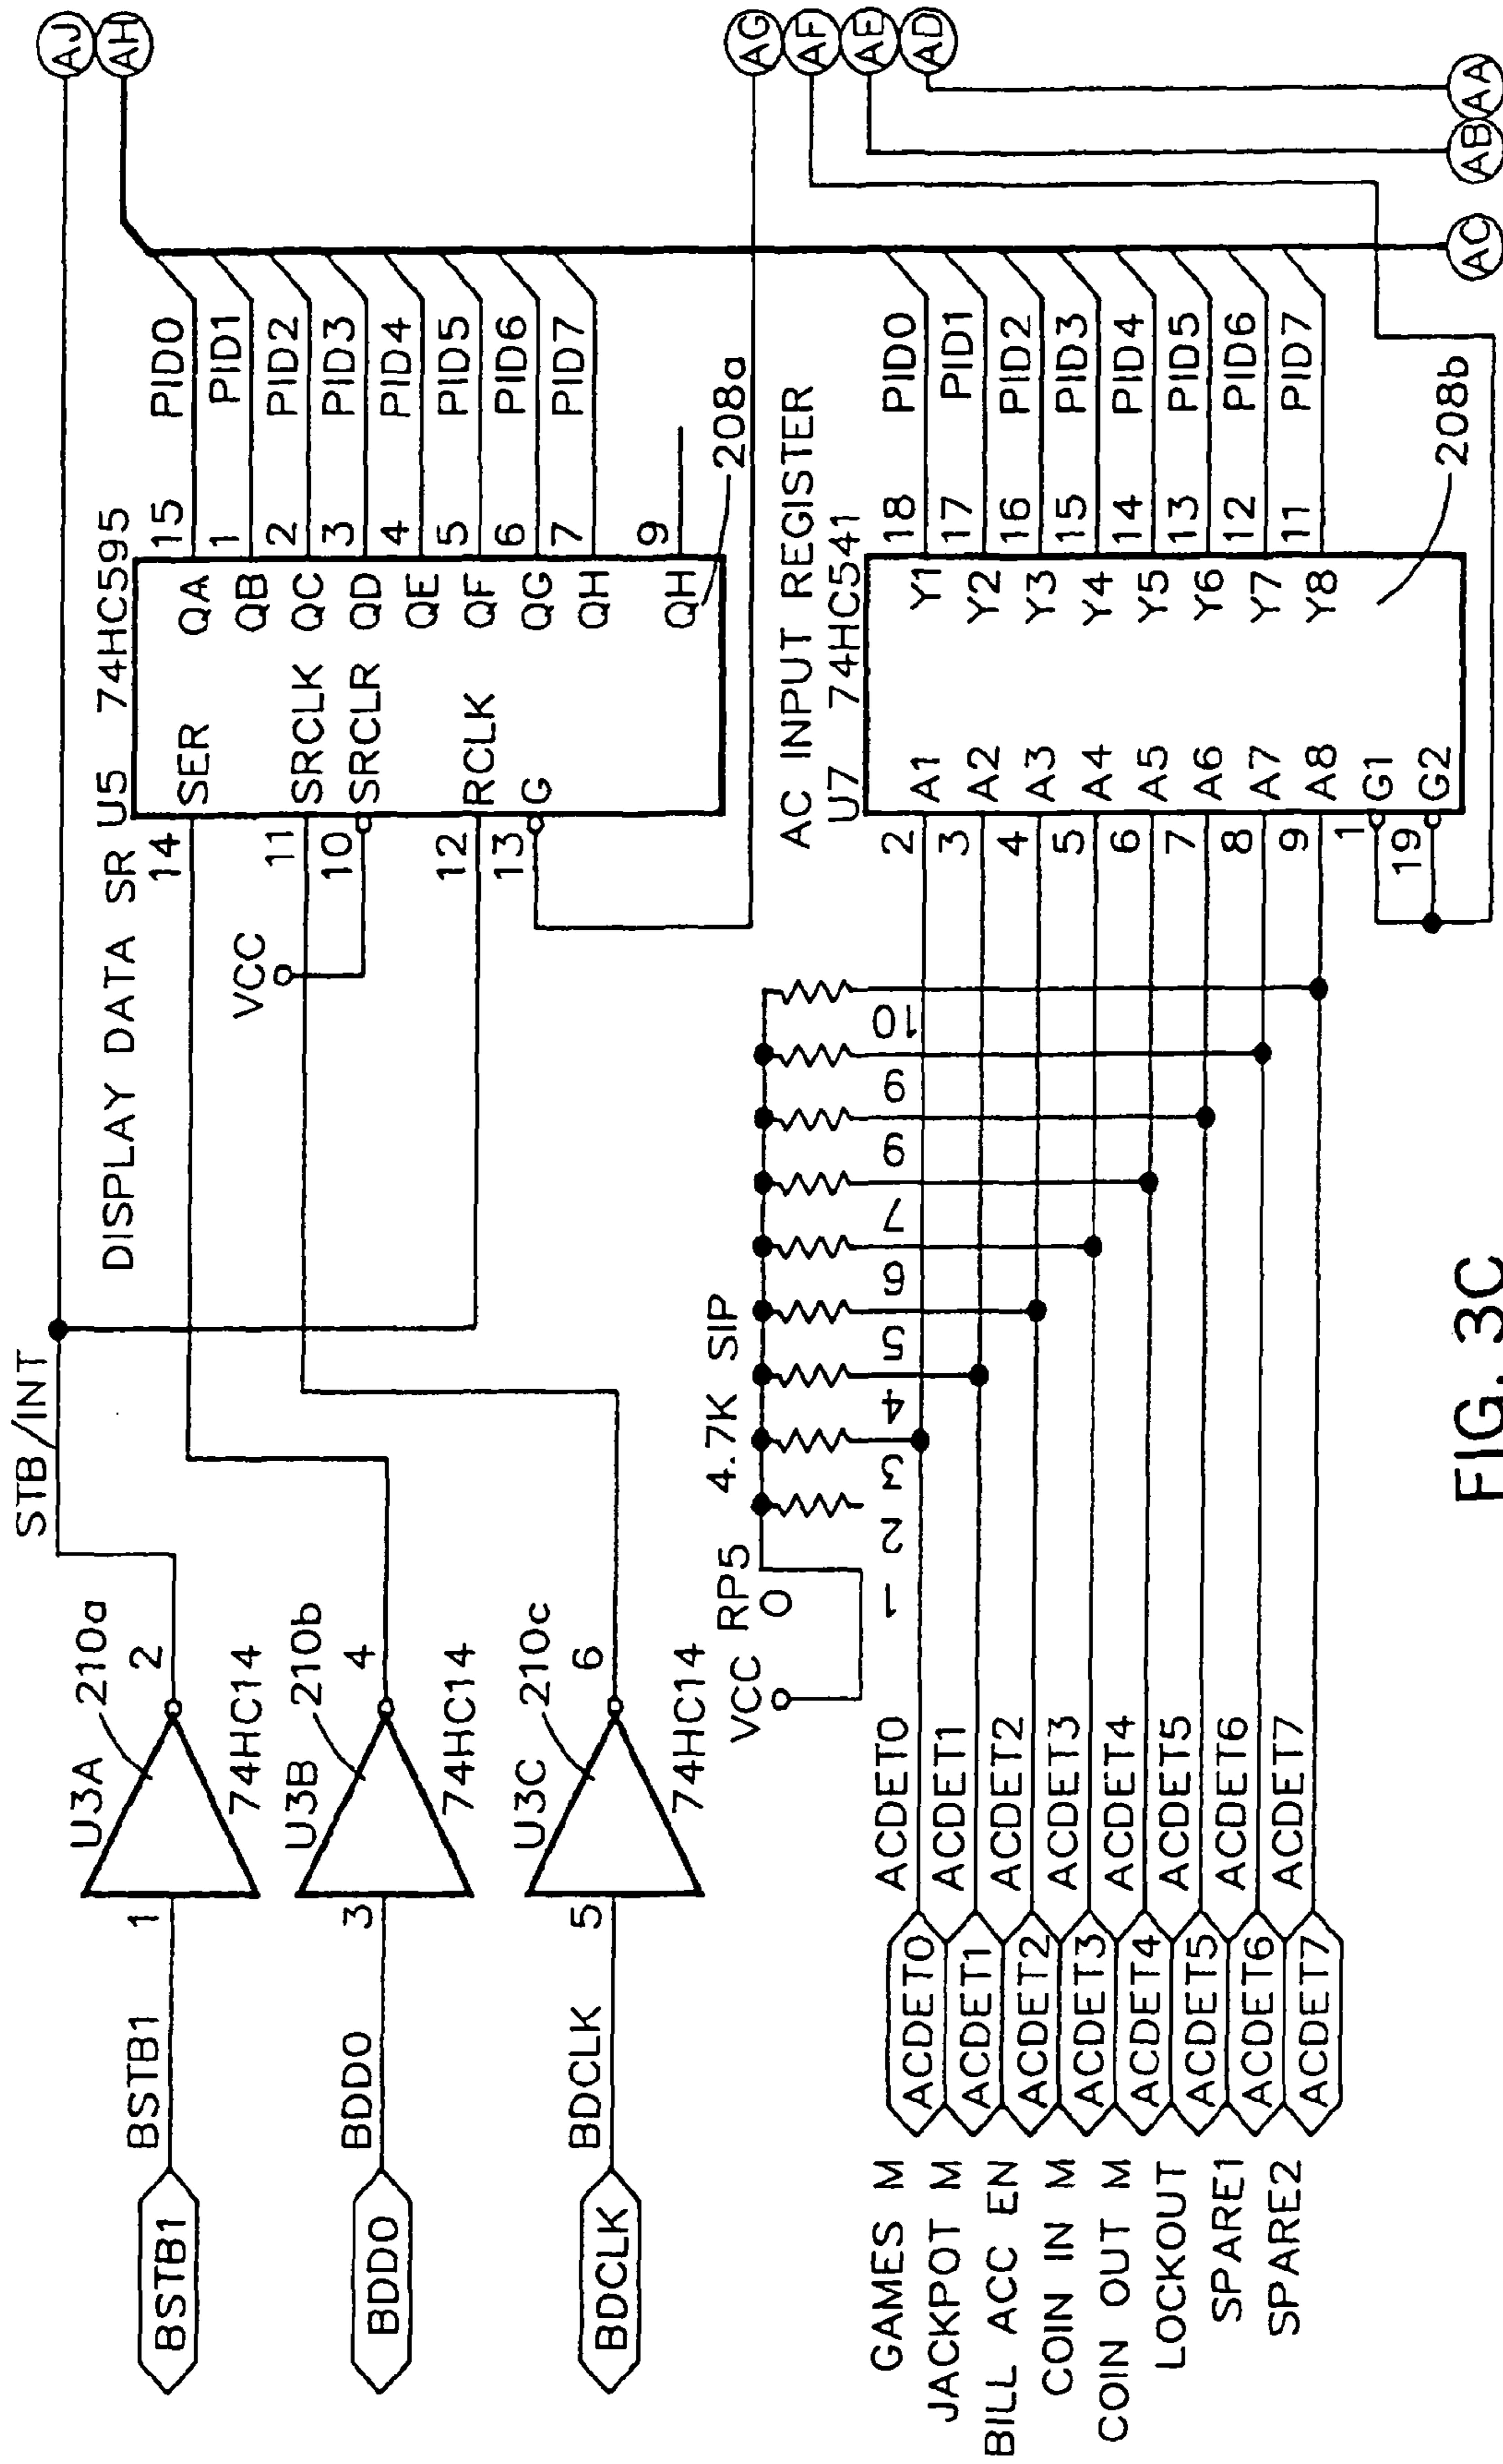 STB/INT
AJ
AH
U3A
210a
1
2
74HC14
BSTB1
BSTB1
U3B
210b
3
4
74HC14
BDD0
BDD0
U3C
210c
5
6
74HC14
BDCLK
BDCLK
DISPLAY DATA SR
U5 74HC595
14 SER
11 SRCLK
10 SRCLR
12 RCLK
13 G
VCC
QA 15 PID0
QB 1 PID1
QC 2 PID2
QD 3 PID3
QE 4 PID4
QF 5 PID5
QG 6 PID6
QH 7 PID7
QH 9
208a
AG
AF
AE
AD
VCC
RP5 4.7K SIP
0
1 2 3 4 5 6 7 9 9 10
AC INPUT REGISTER
U7 74HC541
2 A1
3 A2
4 A3
5 A4
6 A5
7 A6
8 A7
9 A8
1 G1
19 G2
Y1 18 PID0
Y2 17 PID1
Y3 16 PID2
Y4 15 PID3
Y5 14 PID4
Y6 13 PID5
Y7 12 PID6
Y8 11 PID7
208b
GAMES M ACDET0 ACDET0
JACKPOT M ACDET1 ACDET1
BILL ACC EN ACDET2 ACDET2
COIN IN M ACDET3 ACDET3
COIN OUT M ACDET4 ACDET4
LOCKOUT ACDET5 ACDET5
SPARE1 ACDET6 ACDET6
SPARE2 ACDET7 ACDET7
AC
AB
AA
FIG. 3C